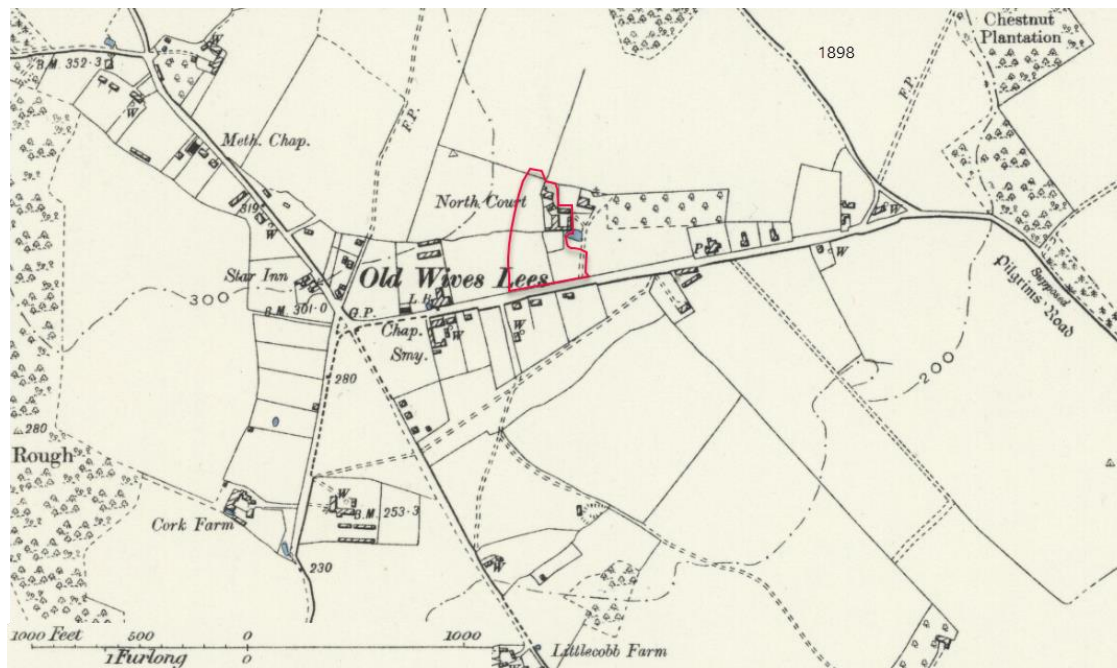 Chestnut
Plantation
1898
B.M. 352·3
W
W
F.P.
F.P.
Meth. Chap.
319
W
North Court
W
Star Inn
Old Wives Lees
P
W
300
B.M. 301·0
G.P.
L.B.
Chap.
Smy.
W
W
Supposed
Pilgrims' Road
200
280
280
Rough
W
Cork Farm
B.M. 253·3
230
W
1000 Feet 500 0 1000
1 Furlong 0
Littlecobb Farm
W